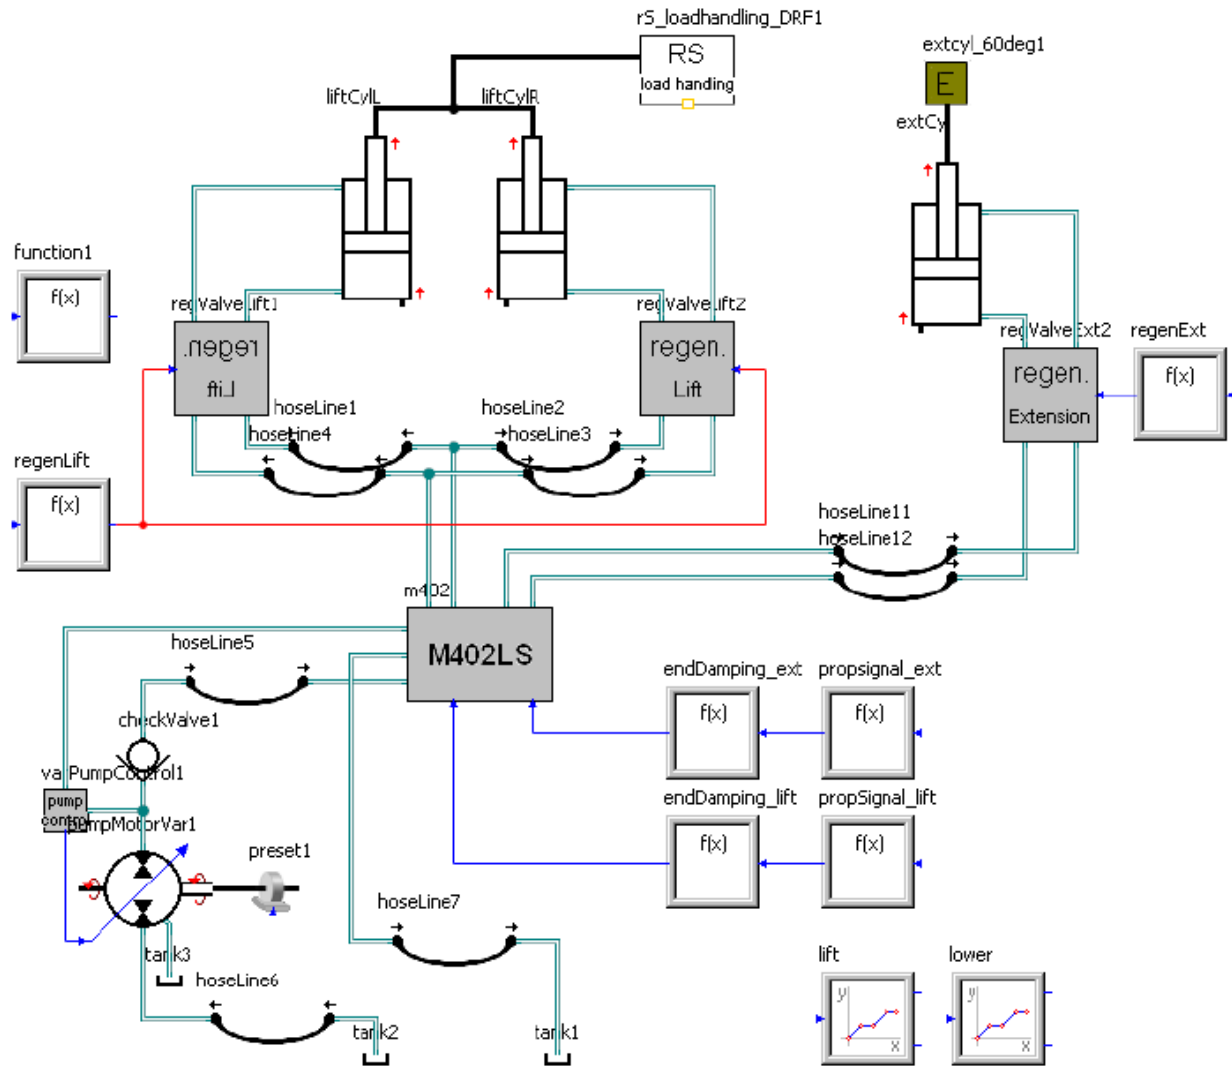 rS_loadhandling_DRF1
RS
load handing
extcyl_60deg1
E
liftCylL
liftCylR
extCy
function1
f(x)
regValveLift1
regen.
Lift
regValveLift2
regen.
Lift
regValveExt2
regen.
Extension
regenExt
f(x)
hoseLine1
hoseLine2
hoseLine4
hoseLine3
regenLift
f(x)
hoseLine11
hoseLine12
m402
M402LS
hoseLine5
endDamping_ext
f(x)
propsignal_ext
f(x)
checkValve1
varPumpControl1
pump
control
pumpMotorVar1
endDamping_lift
f(x)
propSignal_lift
f(x)
preset1
hoseLine7
tank3
hoseLine6
tank2
tank1
lift
y
x
lower
y
x